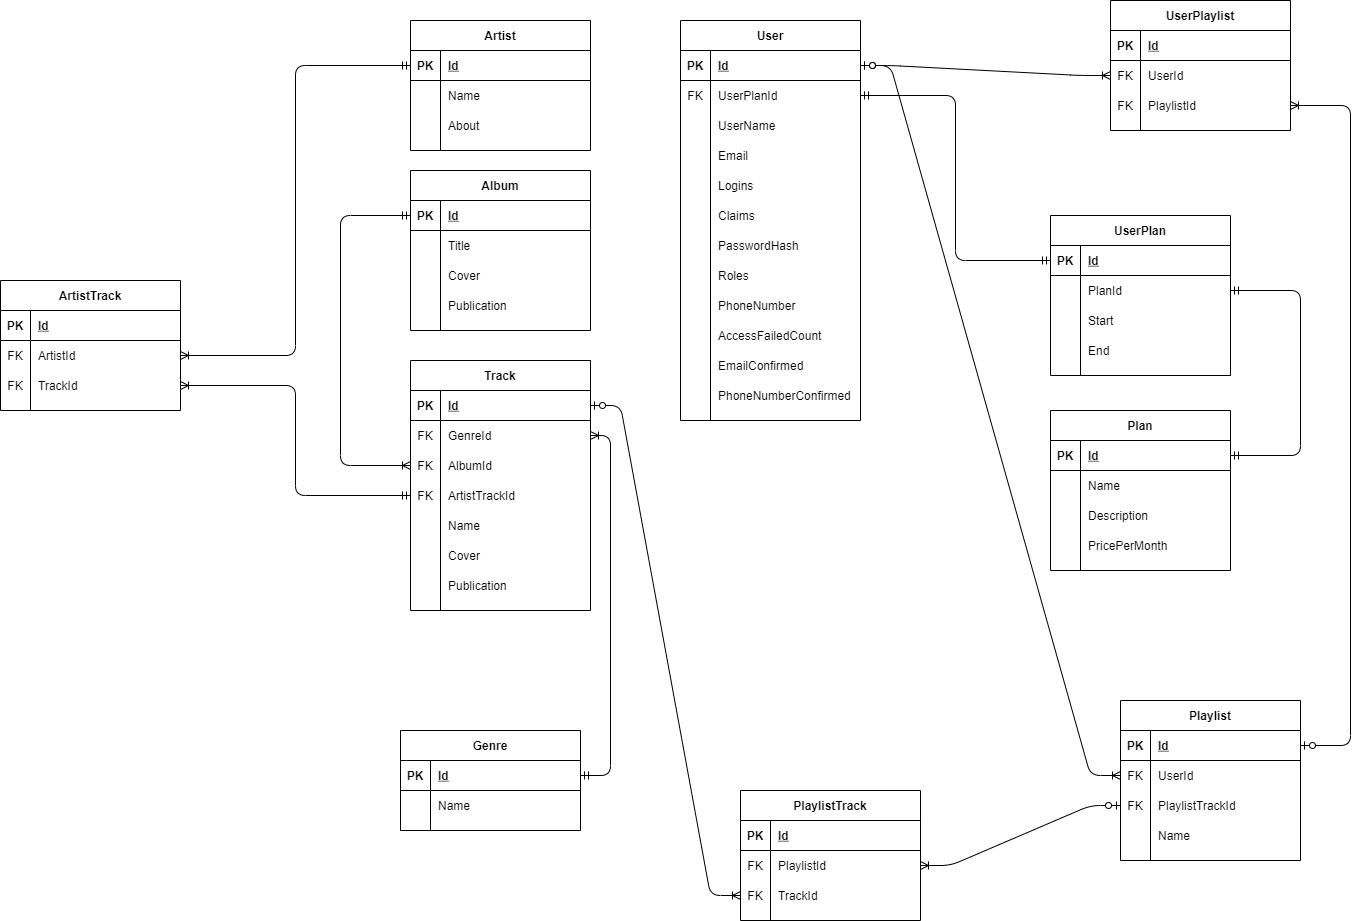 Artist
PK Id
Name
About
Album
PK Id
Title
Cover
Publication
ArtistTrack
PK Id
FK ArtistId
FK TrackId
Track
PK Id
FK GenreId
FK AlbumId
FK ArtistTrackId
Name
Cover
Publication
Genre
PK Id
Name
User
PK Id
FK UserPlanId
UserName
Email
Logins
Claims
PasswordHash
Roles
PhoneNumber
AccessFailedCount
EmailConfirmed
PhoneNumberConfirmed
UserPlaylist
PK Id
FK UserId
FK PlaylistId
UserPlan
PK Id
PlanId
Start
End
Plan
PK Id
Name
Description
PricePerMonth
Playlist
PK Id
FK UserId
FK PlaylistTrackId
Name
PlaylistTrack
PK Id
FK PlaylistId
FK TrackId